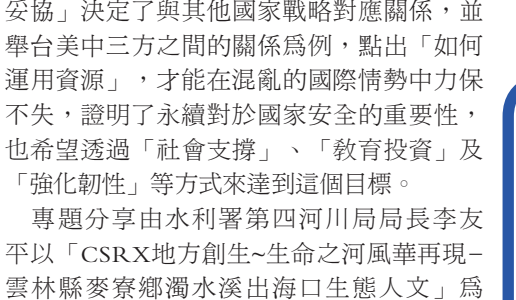 妥協」決定了與其他國家戰略對應關係，並
舉台美中三方之間的關係為例，點出「如何
運用資源」，才能在混亂的國際情勢中力保
不失，證明了永續對於國家安全的重要性，
也希望透過「社會支撐」、「教育投資」及
「強化韌性」等方式來達到這個目標。
專題分享由水利署第四河川局局長李友
平以「CSRX地方創生~生命之河風華再現–
雲林縣麥寮鄉濁水溪出海口生態人文」為